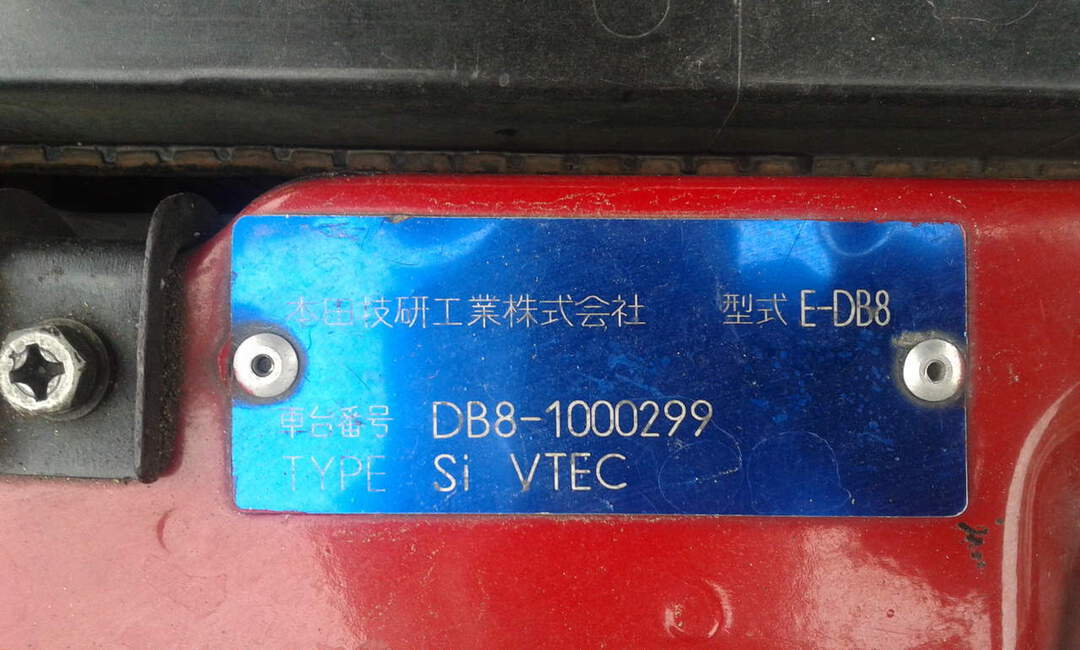 本田技研工業株式会社 型式 E-DB8
車台番号 DB8-1000299
TYPE Si VTEC